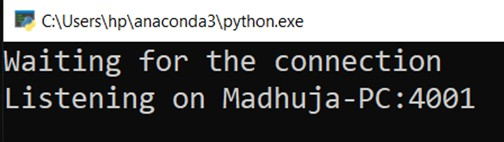 C:\Users\hp\anaconda3\python.exe
Waiting for the connection
Listening on Madhuja-PC:4001